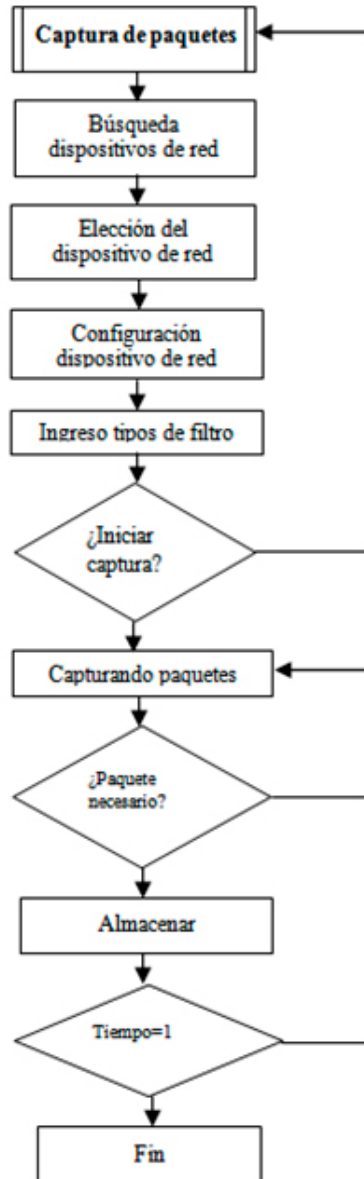 Captura de paquetes
Búsqueda
dispositivos de red
Elección del
dispositivo de red
Configuración
dispositivo de red
Ingreso tipos de filtro
¿Iniciar
captura?
Capturando paquetes
¿Paquete
necesario?
Almacenar
Tiempo=1
Fin